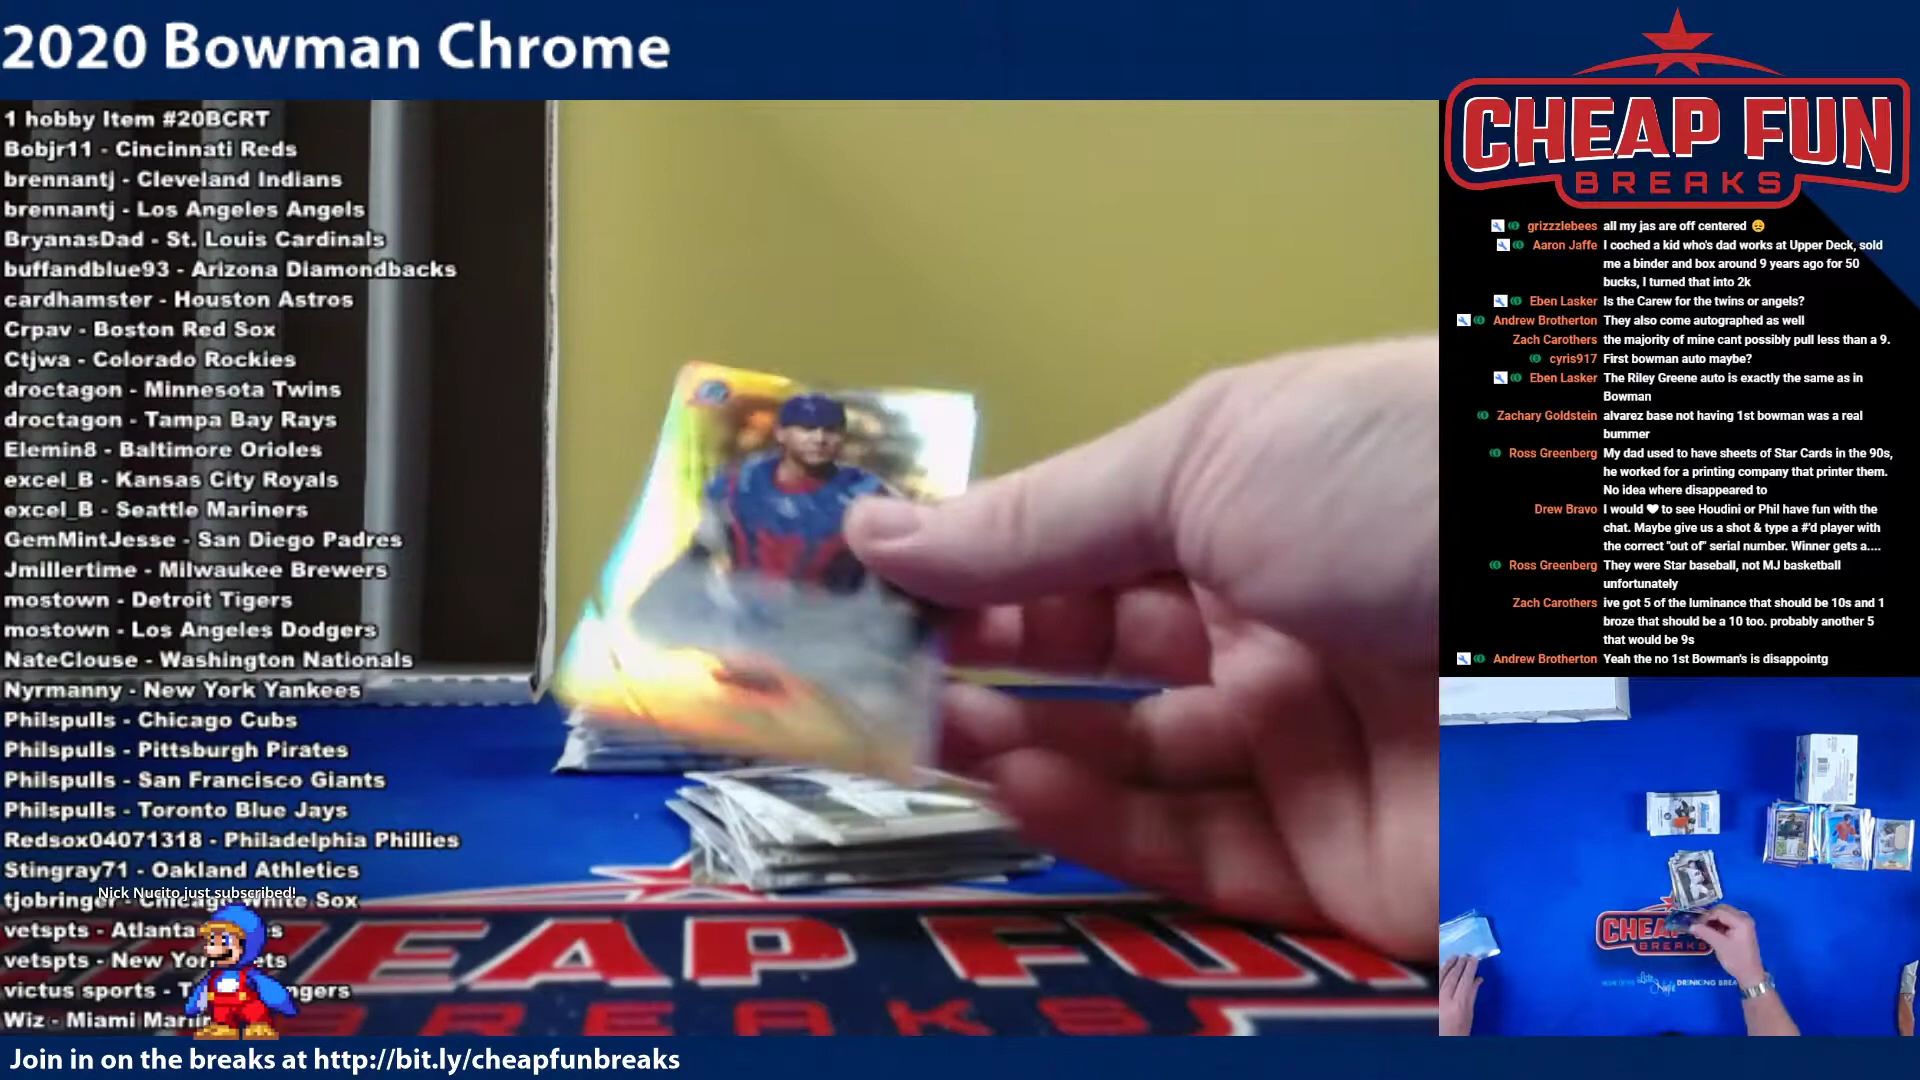 2020 Bowman Chrome
1 hobby Item #20BCRT
Bobjr11 - Cincinnati Reds
brennantj - Cleveland Indians
brennantj - Los Angeles Angels
BryanasDad - St. Louis Cardinals
buffandblue93 - Arizona Diamondbacks
cardhamster - Houston Astros
Crpav - Boston Red Sox
Ctjwa - Colorado Rockies
droctagon - Minnesota Twins
droctagon - Tampa Bay Rays
Elemin8 - Baltimore Orioles
excel_B - Kansas City Royals
excel_B - Seattle Mariners
GemMintJesse - San Diego Padres
Jmillertime - Milwaukee Brewers
mostown - Detroit Tigers
mostown - Los Angeles Dodgers
NateClouse - Washington Nationals
Nyrmanny - New York Yankees
Philspulls - Chicago Cubs
Philspulls - Pittsburgh Pirates
Philspulls - San Francisco Giants
Philspulls - Toronto Blue Jays
Redsox04071318 - Philadelphia Phillies
Stingray71 - Oakland Athletics
Nick Nucito just subscribed!
tjobringer - Chicago White Sox
vetspts - Atlanta
vetspts - New
victus sports -
Wiz - Miami
Join in on the breaks at http://bit.ly/cheapfunbreaks
CHEAP FUN
BREAKS
CHEAP FUN
BREAKS
grizzzlebees all my jas are off centered
Aaron Jaffe I coched a kid who's dad works at Upper Deck, sold
me a binder and box around 9 years ago for 50
bucks, I turned that into 2k
Eben Lasker Is the Carew for the twins or angels?
Andrew Brotherton They also come autographed as well
Zach Carothers the majority of mine cant possibly pull less than a 9.
cyris917 First bowman auto maybe?
Eben Lasker The Riley Greene auto is exactly the same as in
Bowman
Zachary Goldstein alvarez base not having 1st bowman was a real
bummer
Ross Greenberg My dad used to have sheets of Star Cards in the 90s,
he worked for a printing company that printer them.
No idea where disappeared to
Drew Bravo I would ♥ to see Houdini or Phil have fun with the
chat. Maybe give us a shot & type a #'d player with
the correct "out of" serial number. Winner gets a....
Ross Greenberg They were Star baseball, not MJ basketball
unfortunately
Zach Carothers ive got 5 of the luminance that should be 10s and 1
broze that should be a 10 too. probably another 5
that would be 9s
Andrew Brotherton Yeah the no 1st Bowman's is disappointg
CHEAP
BREAKS
Late
Night
DRINKING